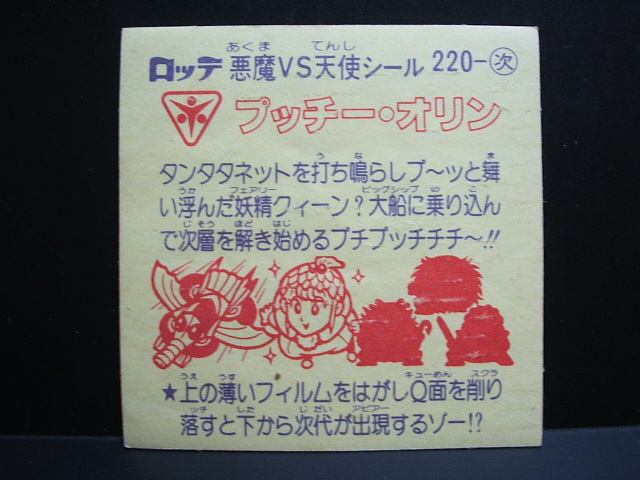 ロッテ 悪魔VS天使シール 220-次
プッチー・オリン
タンタタネットを打ち鳴らしプ〜ッと舞
い浮んだ妖精クィーン?大船に乗り込ん
で次層を解き始めるプチプッチチチ〜!!
★上の薄いフィルムをはがしQ面を削り
落すと下から次代が出現するゾー!?